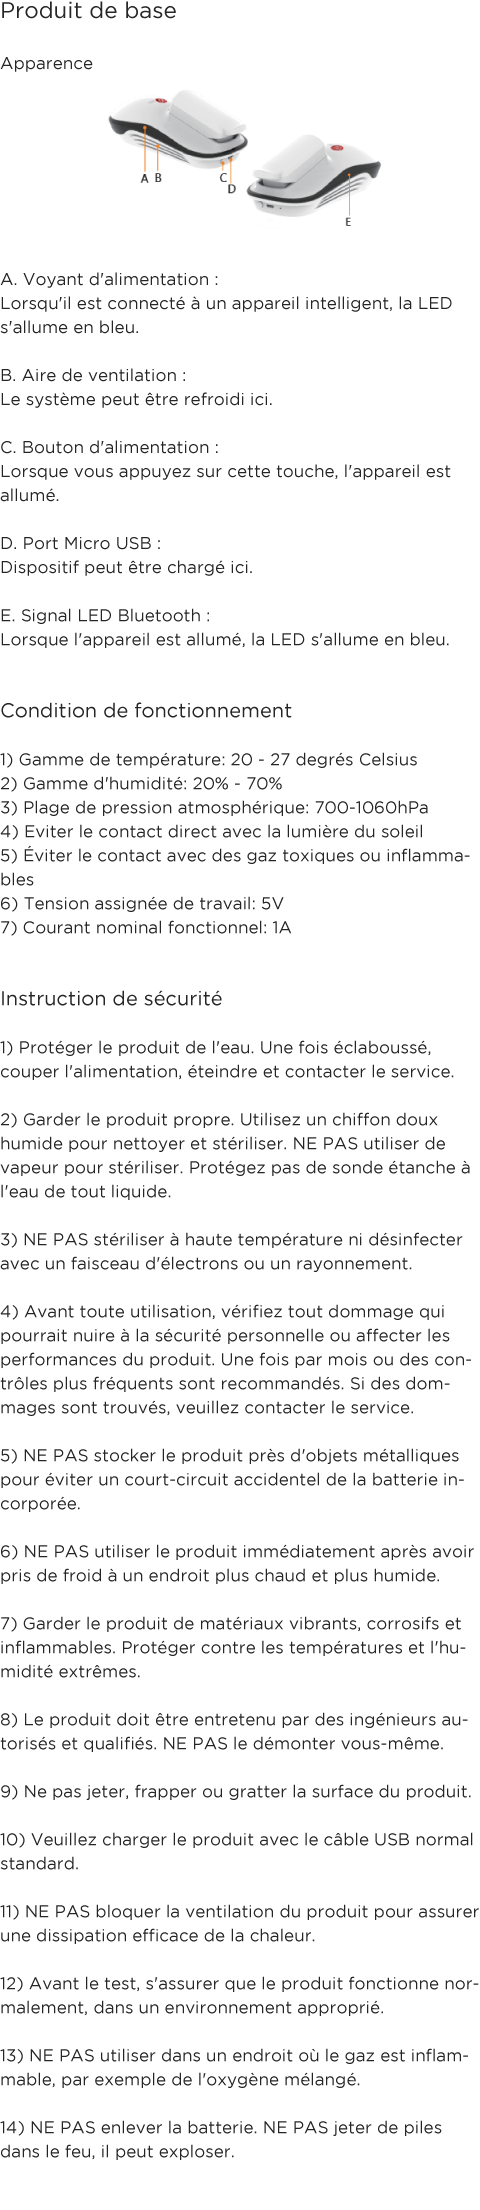 Produit de base
Apparence
A B
C
D
E
A. Voyant d'alimentation :
Lorsqu'il est connecté à un appareil intelligent, la LED
s'allume en bleu.
B. Aire de ventilation :
Le système peut être refroidi ici.
C. Bouton d'alimentation :
Lorsque vous appuyez sur cette touche, l'appareil est
allumé.
D. Port Micro USB :
Dispositif peut être chargé ici.
E. Signal LED Bluetooth :
Lorsque l'appareil est allumé, la LED s'allume en bleu.
Condition de fonctionnement
1) Gamme de température: 20 - 27 degrés Celsius
2) Gamme d'humidité: 20% - 70%
3) Plage de pression atmosphérique: 700-1060hPa
4) Eviter le contact direct avec la lumière du soleil
5) Éviter le contact avec des gaz toxiques ou inflamma-
bles
6) Tension assignée de travail: 5V
7) Courant nominal fonctionnel: 1A
Instruction de sécurité
1) Protéger le produit de l'eau. Une fois éclaboussé,
couper l'alimentation, éteindre et contacter le service.
2) Garder le produit propre. Utilisez un chiffon doux
humide pour nettoyer et stériliser. NE PAS utiliser de
vapeur pour stériliser. Protégez pas de sonde étanche à
l'eau de tout liquide.
3) NE PAS stériliser à haute température ni désinfecter
avec un faisceau d'électrons ou un rayonnement.
4) Avant toute utilisation, vérifiez tout dommage qui
pourrait nuire à la sécurité personnelle ou affecter les
performances du produit. Une fois par mois ou des con-
trôles plus fréquents sont recommandés. Si des dom-
mages sont trouvés, veuillez contacter le service.
5) NE PAS stocker le produit près d'objets métalliques
pour éviter un court-circuit accidentel de la batterie in-
corporée.
6) NE PAS utiliser le produit immédiatement après avoir
pris de froid à un endroit plus chaud et plus humide.
7) Garder le produit de matériaux vibrants, corrosifs et
inflammables. Protéger contre les températures et l'hu-
midité extrêmes.
8) Le produit doit être entretenu par des ingénieurs au-
torisés et qualifiés. NE PAS le démonter vous-même.
9) Ne pas jeter, frapper ou gratter la surface du produit.
10) Veuillez charger le produit avec le câble USB normal
standard.
11) NE PAS bloquer la ventilation du produit pour assurer
une dissipation efficace de la chaleur.
12) Avant le test, s'assurer que le produit fonctionne nor-
malement, dans un environnement approprié.
13) NE PAS utiliser dans un endroit où le gaz est inflam-
mable, par exemple de l'oxygène mélangé.
14) NE PAS enlever la batterie. NE PAS jeter de piles
dans le feu, il peut exploser.